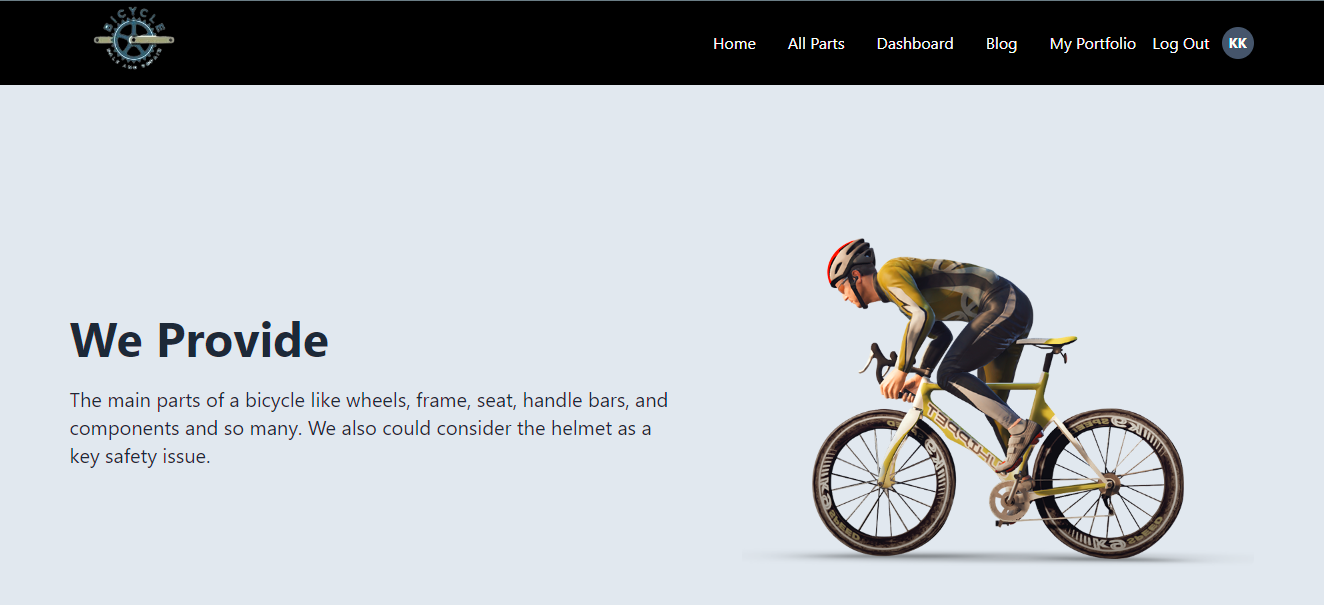 BICYCLE
Home All Parts Dashboard Blog My Portfolio Log Out KK
We Provide
The main parts of a bicycle like wheels, frame, seat, handle bars, and
components and so many. We also could consider the helmet as a
key safety issue.
SPEED
SPEED